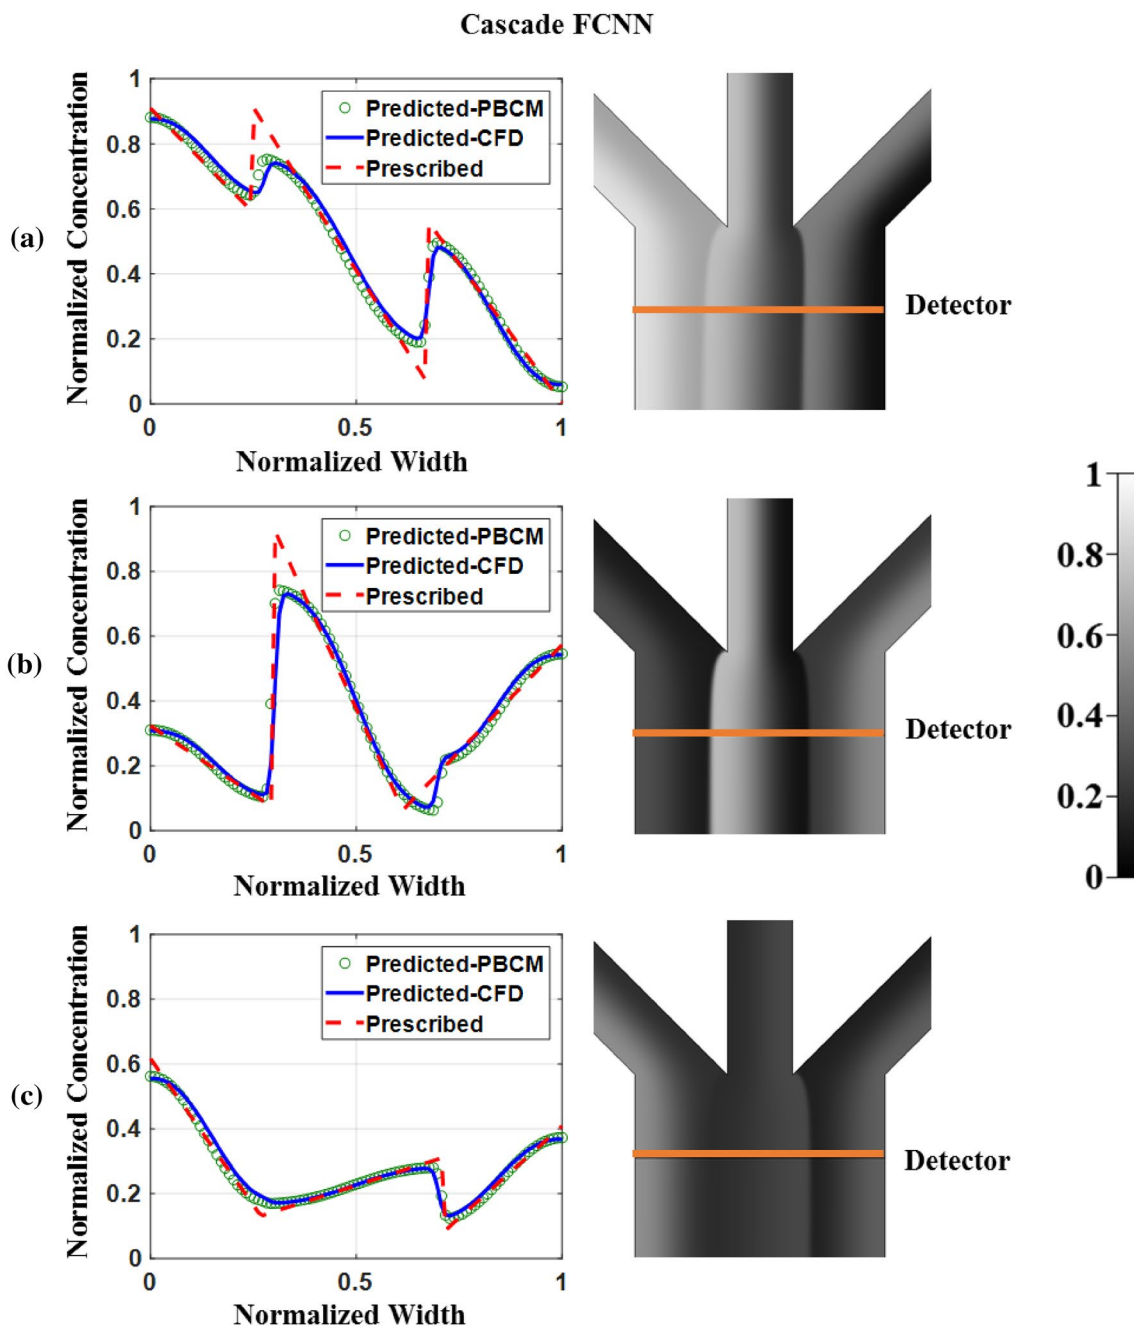 Cascade FCNN
(a)
Normalized Concentration
1
0.8
0.6
0.4
0.2
0
0
0.5
1
Normalized Width
Predicted-PBCM
Predicted-CFD
Prescribed
Detector
(b)
Normalized Concentration
1
0.8
0.6
0.4
0.2
0
0
0.5
1
Normalized Width
Predicted-PBCM
Predicted-CFD
Prescribed
Detector
1
0.8
0.6
0.4
0.2
0
(c)
Normalized Concentration
1
0.8
0.6
0.4
0.2
0
0
0.5
1
Normalized Width
Predicted-PBCM
Predicted-CFD
Prescribed
Detector